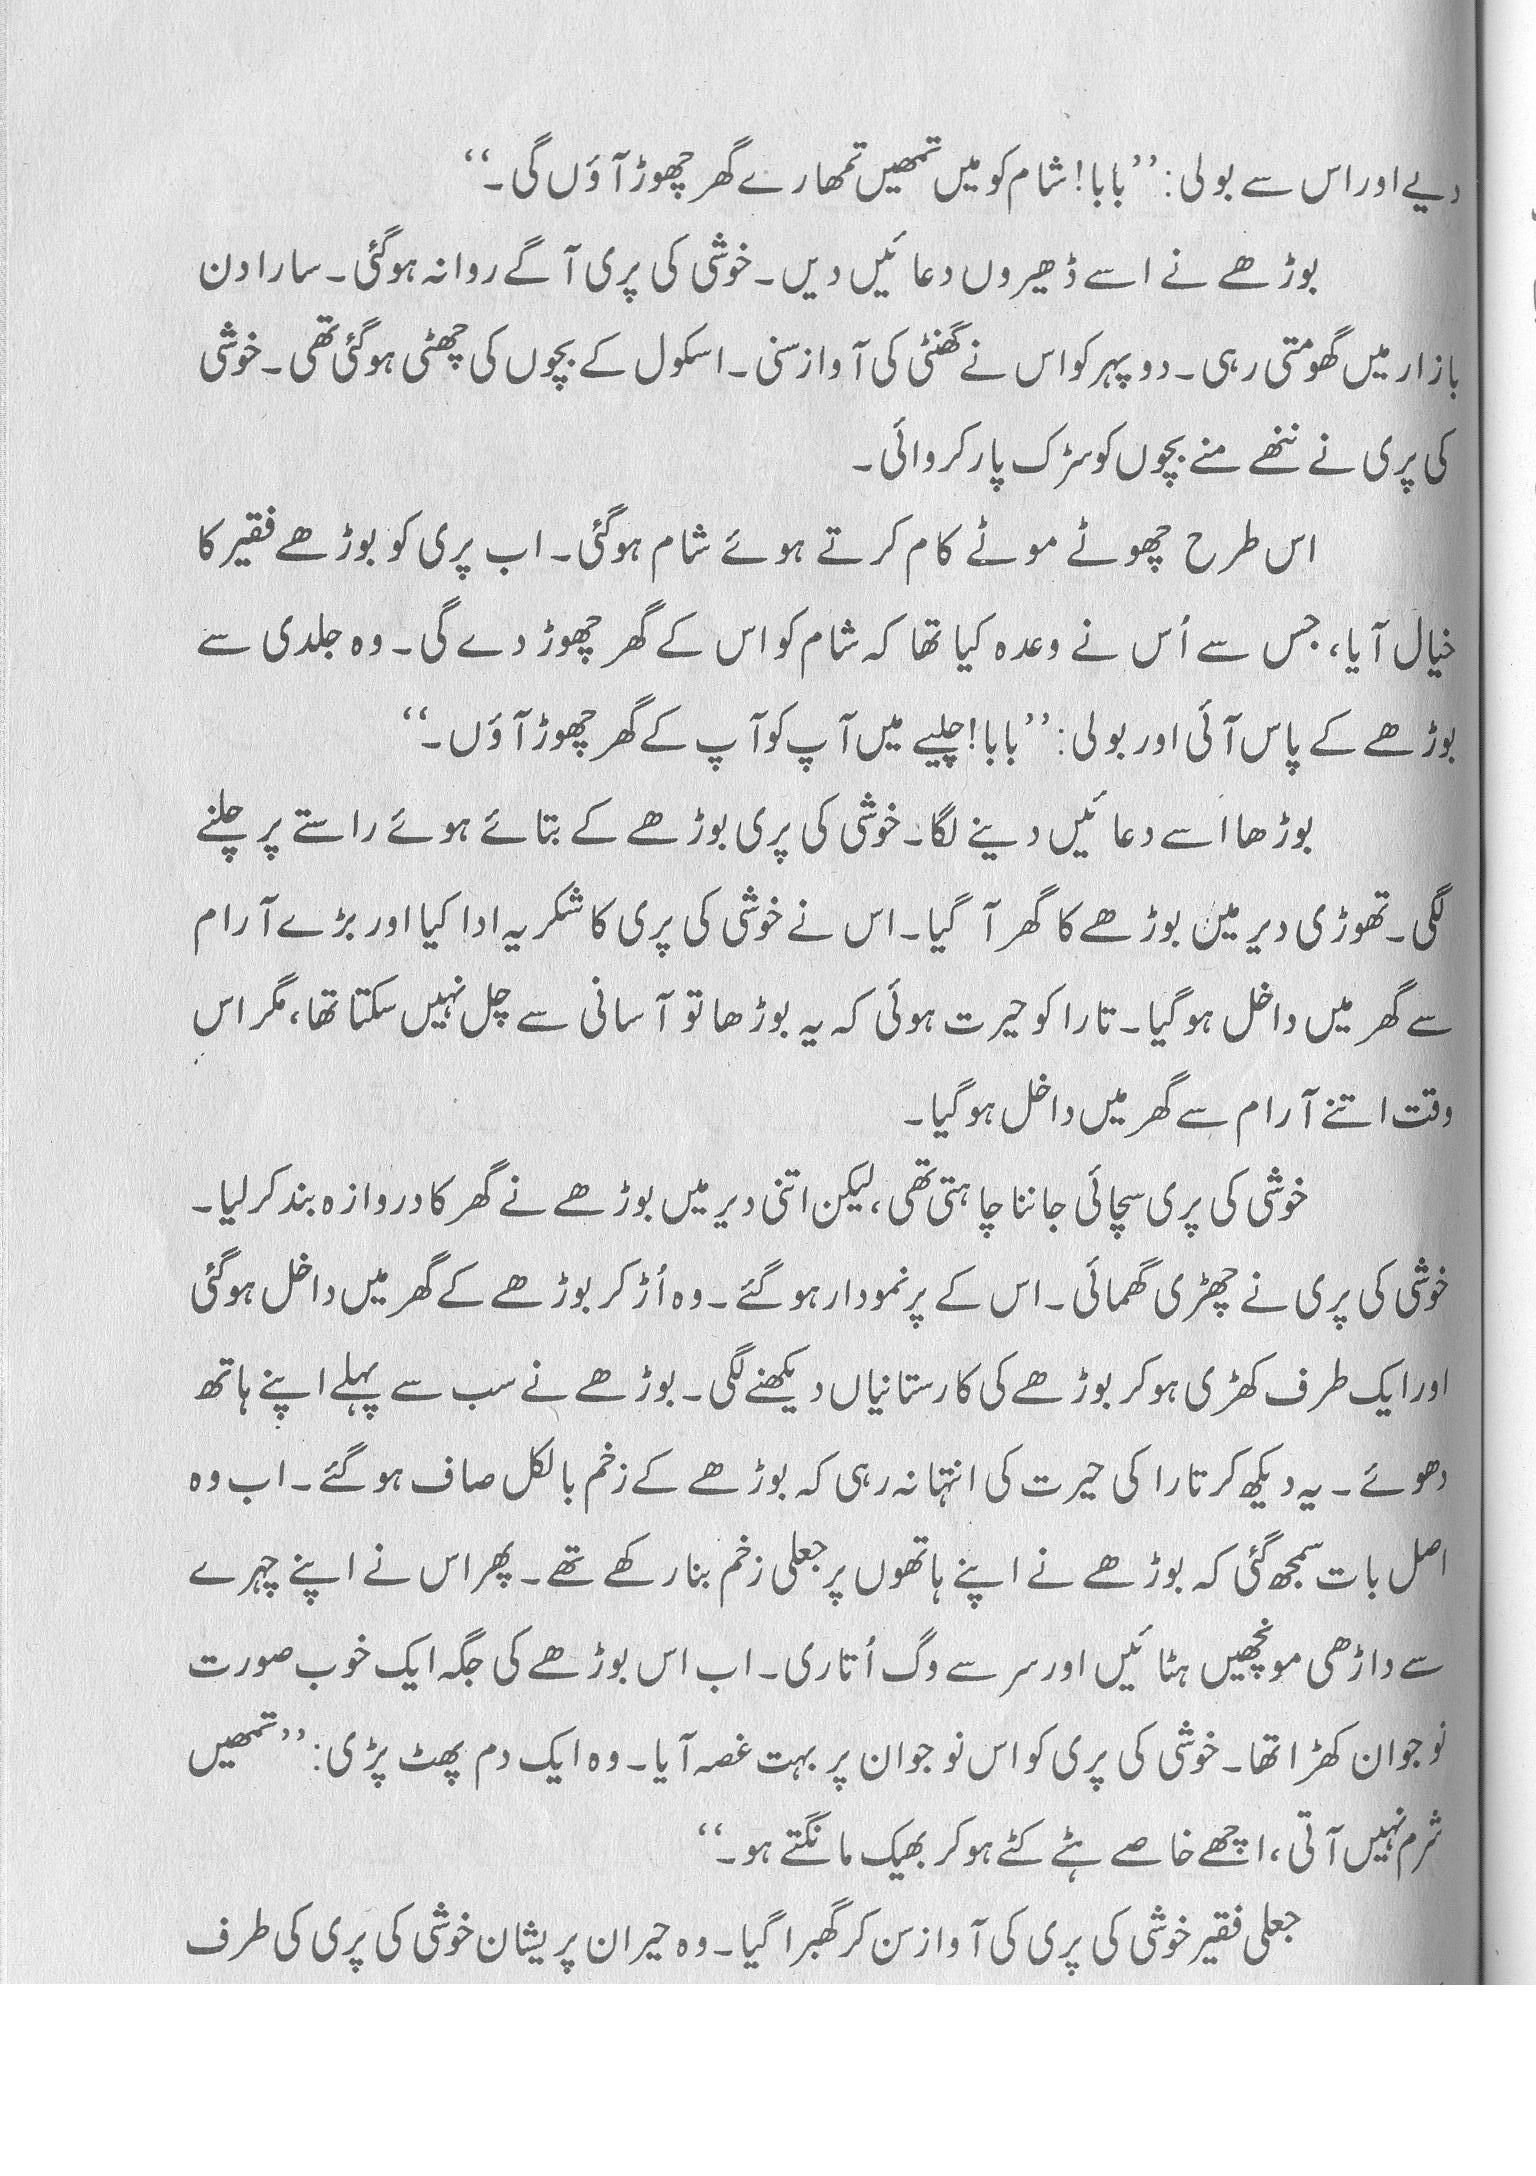 دیے اور اس سے بولی: ’’بابا! شام کو میں تمھیں تمھارے گھر چھوڑ آؤں گی۔‘‘
بوڑھے نے اسے ڈھیروں دعائیں دیں۔ خوشی کی پری آگے روانہ ہوگئی۔ سارا دن
بازار میں گھومتی رہی۔ دوپہر کو اس نے گھنٹی کی آواز سنی۔ اسکول کے بچوں کی چھٹی ہوگئی تھی۔ خوشی
کی پری نے ننھے منے بچوں کو سڑک پار کروائی۔
اس طرح چھوٹے موٹے کام کرتے ہوئے شام ہوگئی۔ اب پری کو بوڑھے فقیر کا
خیال آیا، جس سے اُس نے وعدہ کیا تھا کہ شام کو اس کے گھر چھوڑ دے گی۔ وہ جلدی سے
بوڑھے کے پاس آئی اور بولی: ’’بابا! چلیے میں آپ کو آپ کے گھر چھوڑ آؤں۔‘‘
بوڑھا اسے دعائیں دینے لگا۔ خوشی کی پری بوڑھے کے بتائے ہوئے راستے پر چلنے
لگی۔ تھوڑی دیر میں بوڑھے کا گھر آ گیا۔ اس نے خوشی کی پری کا شکریہ ادا کیا اور بڑے آرام
سے گھر میں داخل ہوگیا۔ تارا کو حیرت ہوئی کہ یہ بوڑھا تو آسانی سے چل نہیں سکتا تھا، مگر اس
وقت اتنے آرام سے گھر میں داخل ہوگیا۔
خوشی کی پری سچائی جاننا چاہتی تھی، لیکن اتنی دیر میں بوڑھے نے گھر کا دروازہ بند کر لیا۔
خوشی کی پری نے چھڑی گھمائی۔ اس کے پر نمودار ہوگئے۔ وہ اُڑ کر بوڑھے کے گھر میں داخل ہوگئی
اور ایک طرف کھڑی ہوکر بوڑھے کی کارستانیاں دیکھنے لگی۔ بوڑھے نے سب سے پہلے اپنے ہاتھ
دھوئے۔ یہ دیکھ کر تارا کی حیرت کی انتہا نہ رہی کہ بوڑھے کے زخم بالکل صاف ہوگئے۔ اب وہ
اصل بات سمجھ گئی کہ بوڑھے نے اپنے ہاتھوں پر جعلی زخم بنا رکھے تھے۔ پھر اس نے اپنے چہرے
سے داڑھی مونچھیں ہٹائیں اور سر سے وگ اُتاری۔ اب اس بوڑھے کی جگہ ایک خوب صورت
نوجوان کھڑا تھا۔ خوشی کی پری کو اس نوجوان پر بہت غصہ آیا۔ وہ ایک دم پھٹ پڑی: ’’تمھیں
شرم نہیں آتی، اچھے خاصے ہٹے کٹے ہوکر بھیک مانگتے ہو۔‘‘
جعلی فقیر خوشی کی پری کی آواز سن کر گھبرا گیا۔ وہ حیران پریشان خوشی کی پری کی طرف